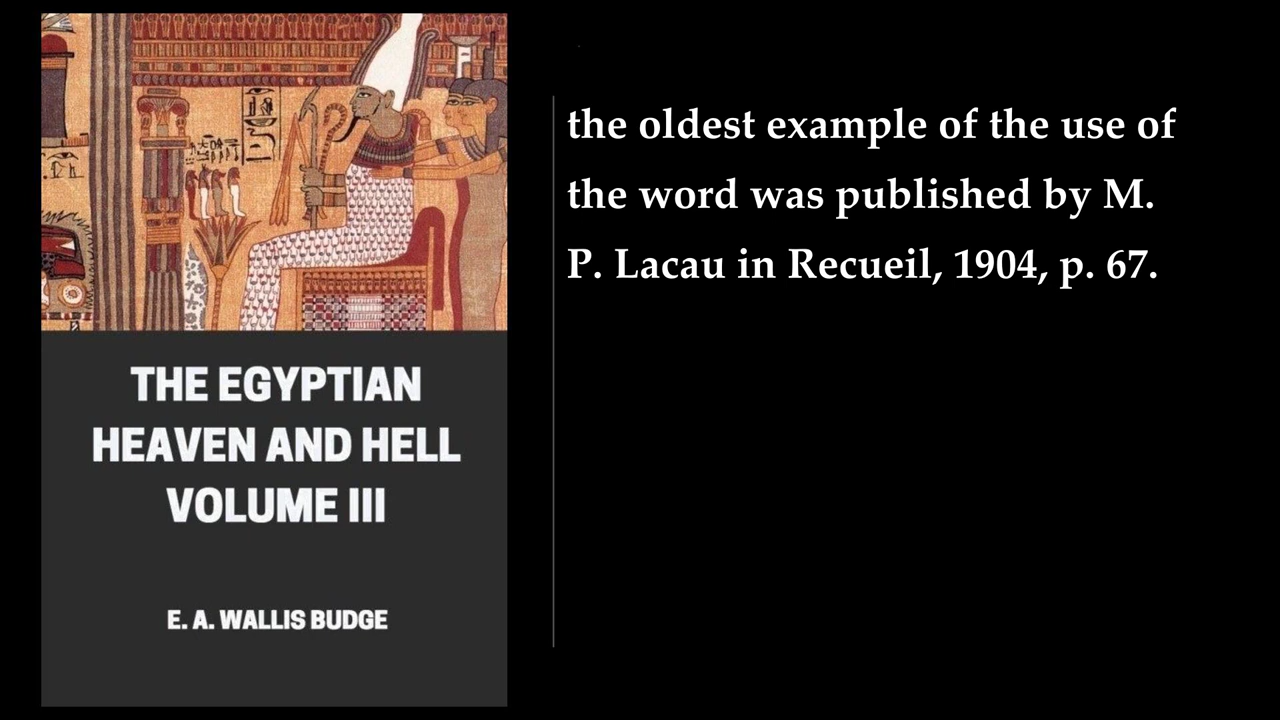 THE EGYPTIAN
HEAVEN AND HELL
VOLUME III
E. A. WALLIS BUDGE
the oldest example of the use of
the word was published by M.
P. Lacau in Recueil, 1904, p. 67.